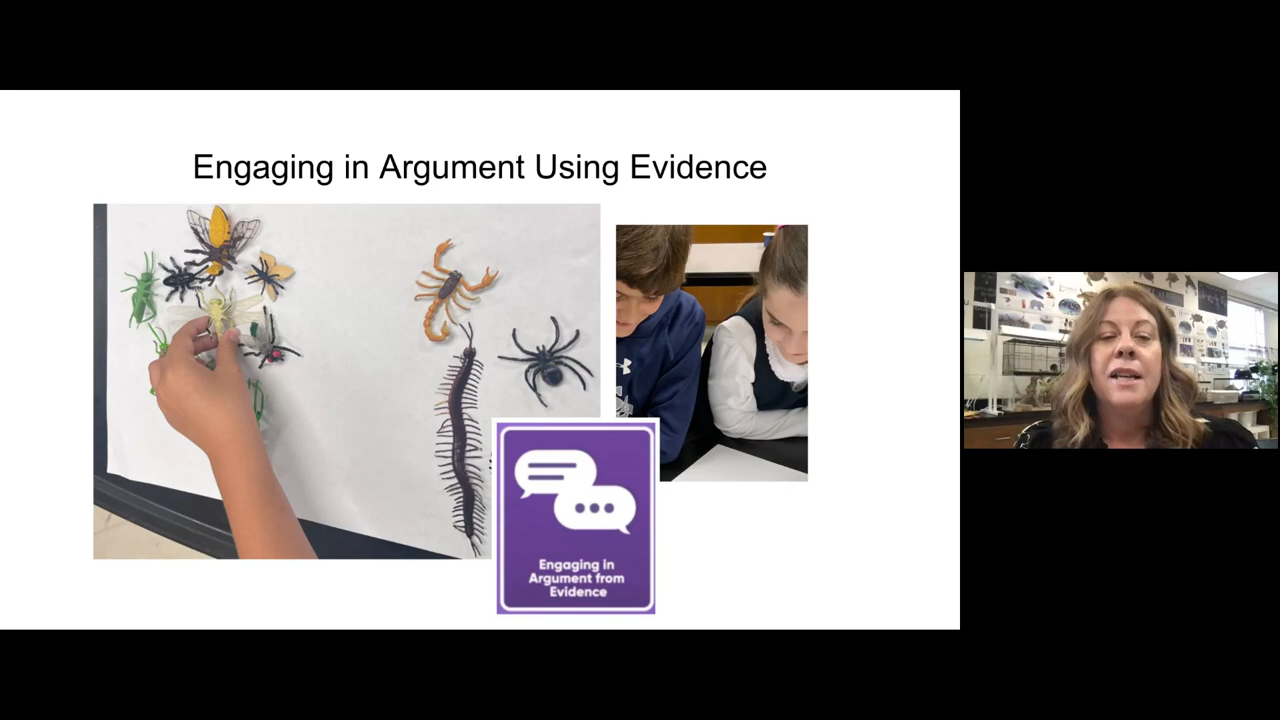 Engaging in Argument Using Evidence
Engaging in
Argument from
Evidence